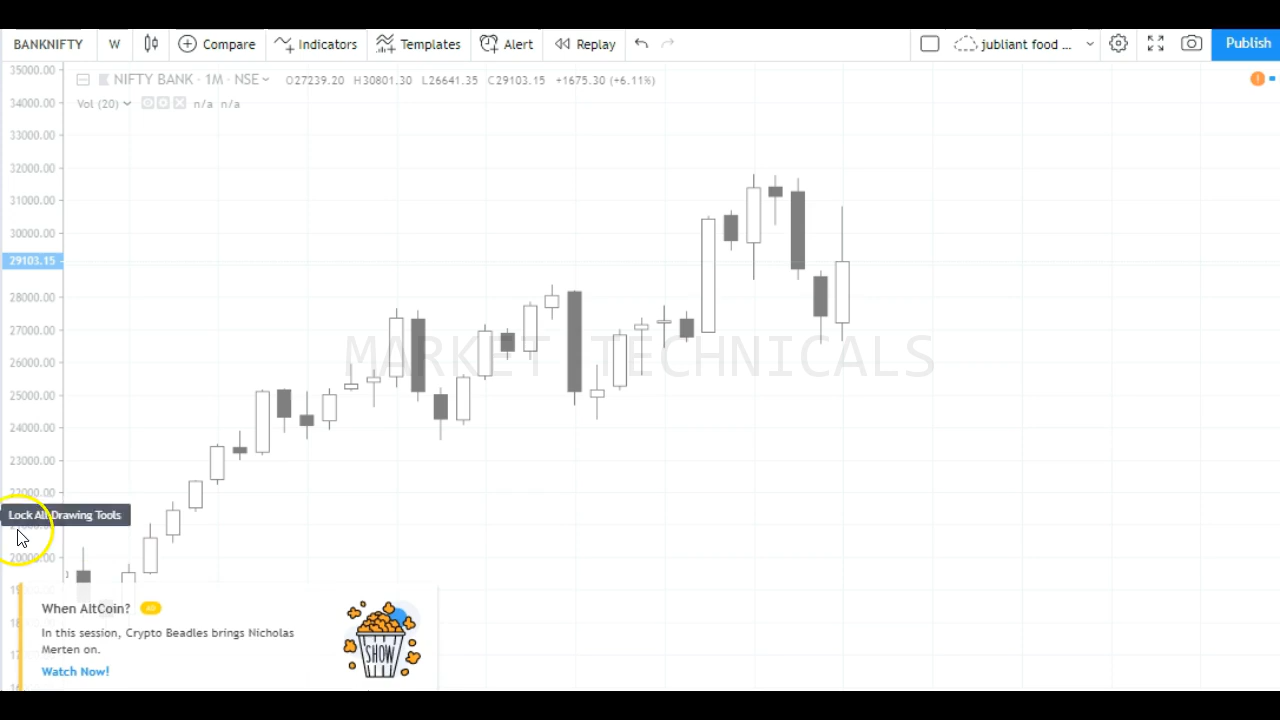 BANKNIFTY W Compare Indicators Templates Alert Replay jubliant food ... Publish
NIFTY BANK · 1M · NSE O27239.20 H30801.30 L26641.35 C29103.15 +1675.30 (+6.11%)
Vol (20) n/a n/a
35000.00
34000.00
33000.00
32000.00
31000.00
30000.00
29103.15
28000.00
27000.00
26000.00
25000.00
24000.00
23000.00
22000.00
20000.00
MARKET TECHNICALS
Lock All Drawing Tools
When AltCoin?
In this session, Crypto Beadles brings Nicholas
Merten on.
Watch Now!
SHOW